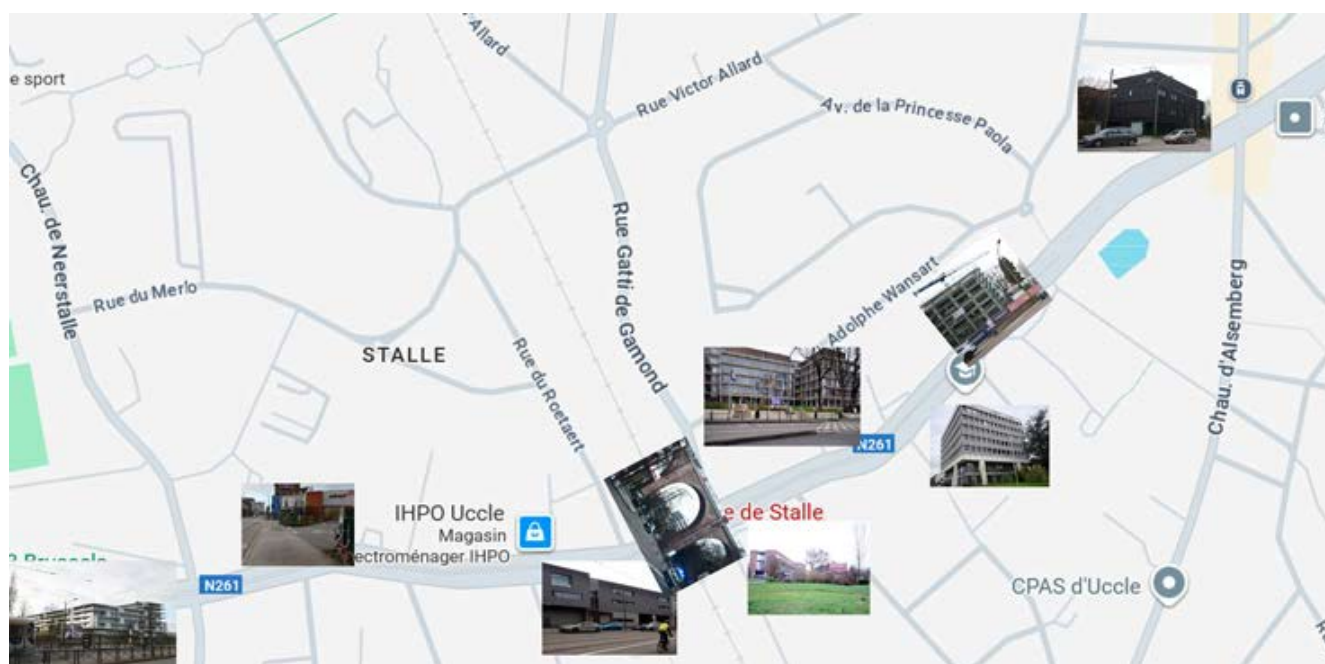 Allard
e sport
Rue Victor Allard
Av. de la Princesse Paola
Chau. de Neerstalle
Rue Gatti de Gamond
Rue du Merlo
Adolphe Wansart
Chau. d'Alsemberg
STALLE
Rue du Roetaert
N261
IHPO Uccle
Magasin
ectroménager IHPO
e de Stalle
N261
CPAS d'Uccle